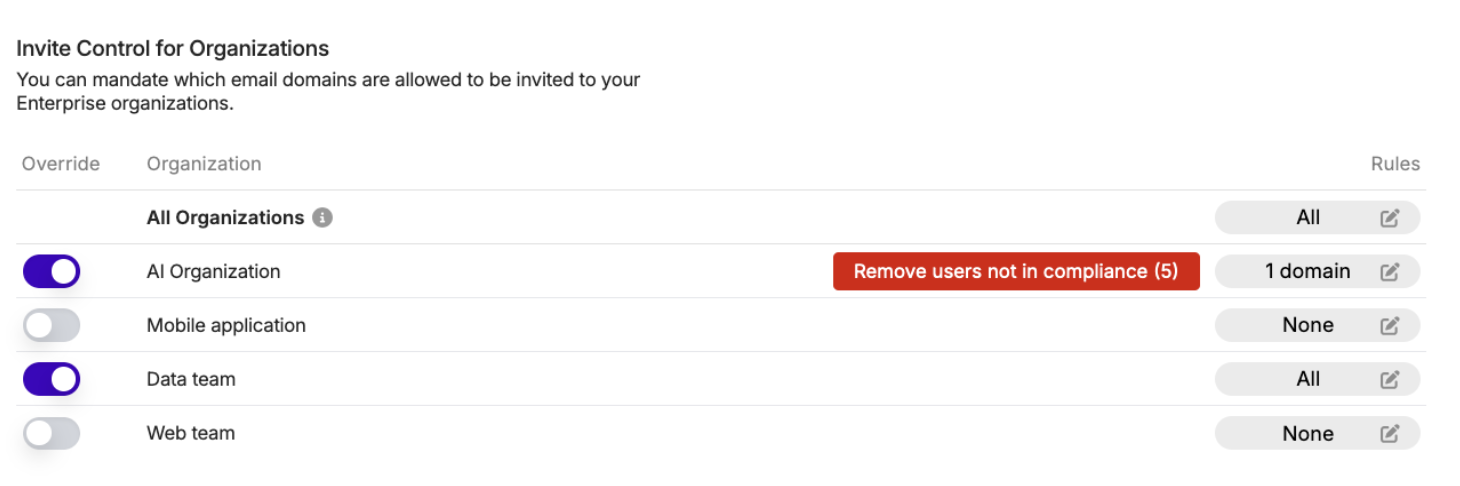 Invite Control for Organizations
You can mandate which email domains are allowed to be invited to your
Enterprise organizations.
Override Organization Rules
All Organizations All
AI Organization Remove users not in compliance (5) 1 domain
Mobile application None
Data team All
Web team None